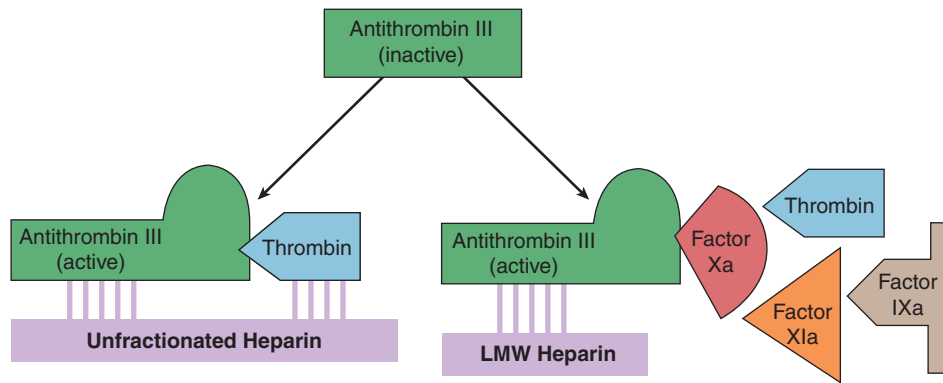 Antithrombin III
(inactive)
Antithrombin III
(active)
Thrombin
Unfractionated Heparin
Antithrombin III
(active)
Factor
Xa
Thrombin
Factor
XIa
Factor
IXa
LMW Heparin